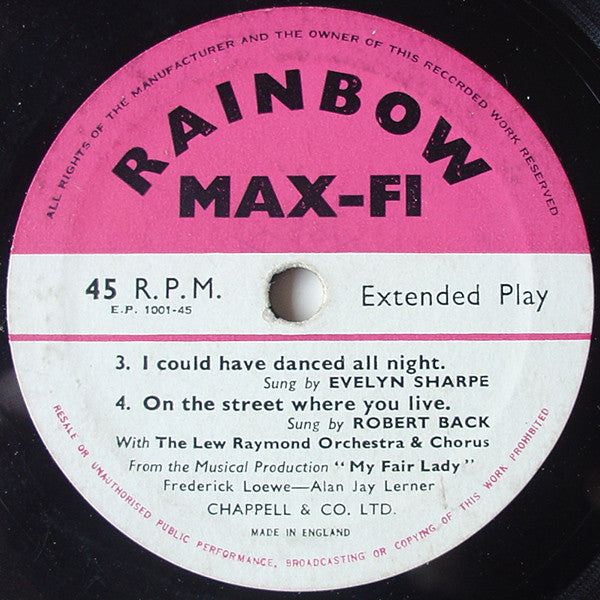 ALL RIGHTS OF THE MANUFACTURER AND THE OWNER OF THIS RECORDED WORK RESERVED
RAINBOW
MAX-FI
45 R.P.M. Extended Play
E.P. 1001-45
3. I could have danced all night.
Sung by EVELYN SHARPE
4. On the street where you live.
Sung by ROBERT BACK
With The Lew Raymond Orchestra & Chorus
From the Musical Production "My Fair Lady"
Frederick Loewe—Alan Jay Lerner
CHAPPELL & CO. LTD.
MADE IN ENGLAND
RESALE OR UNAUTHORISED PUBLIC PERFORMANCE, BROADCASTING OR COPYING OF THIS WORK PROHIBITED